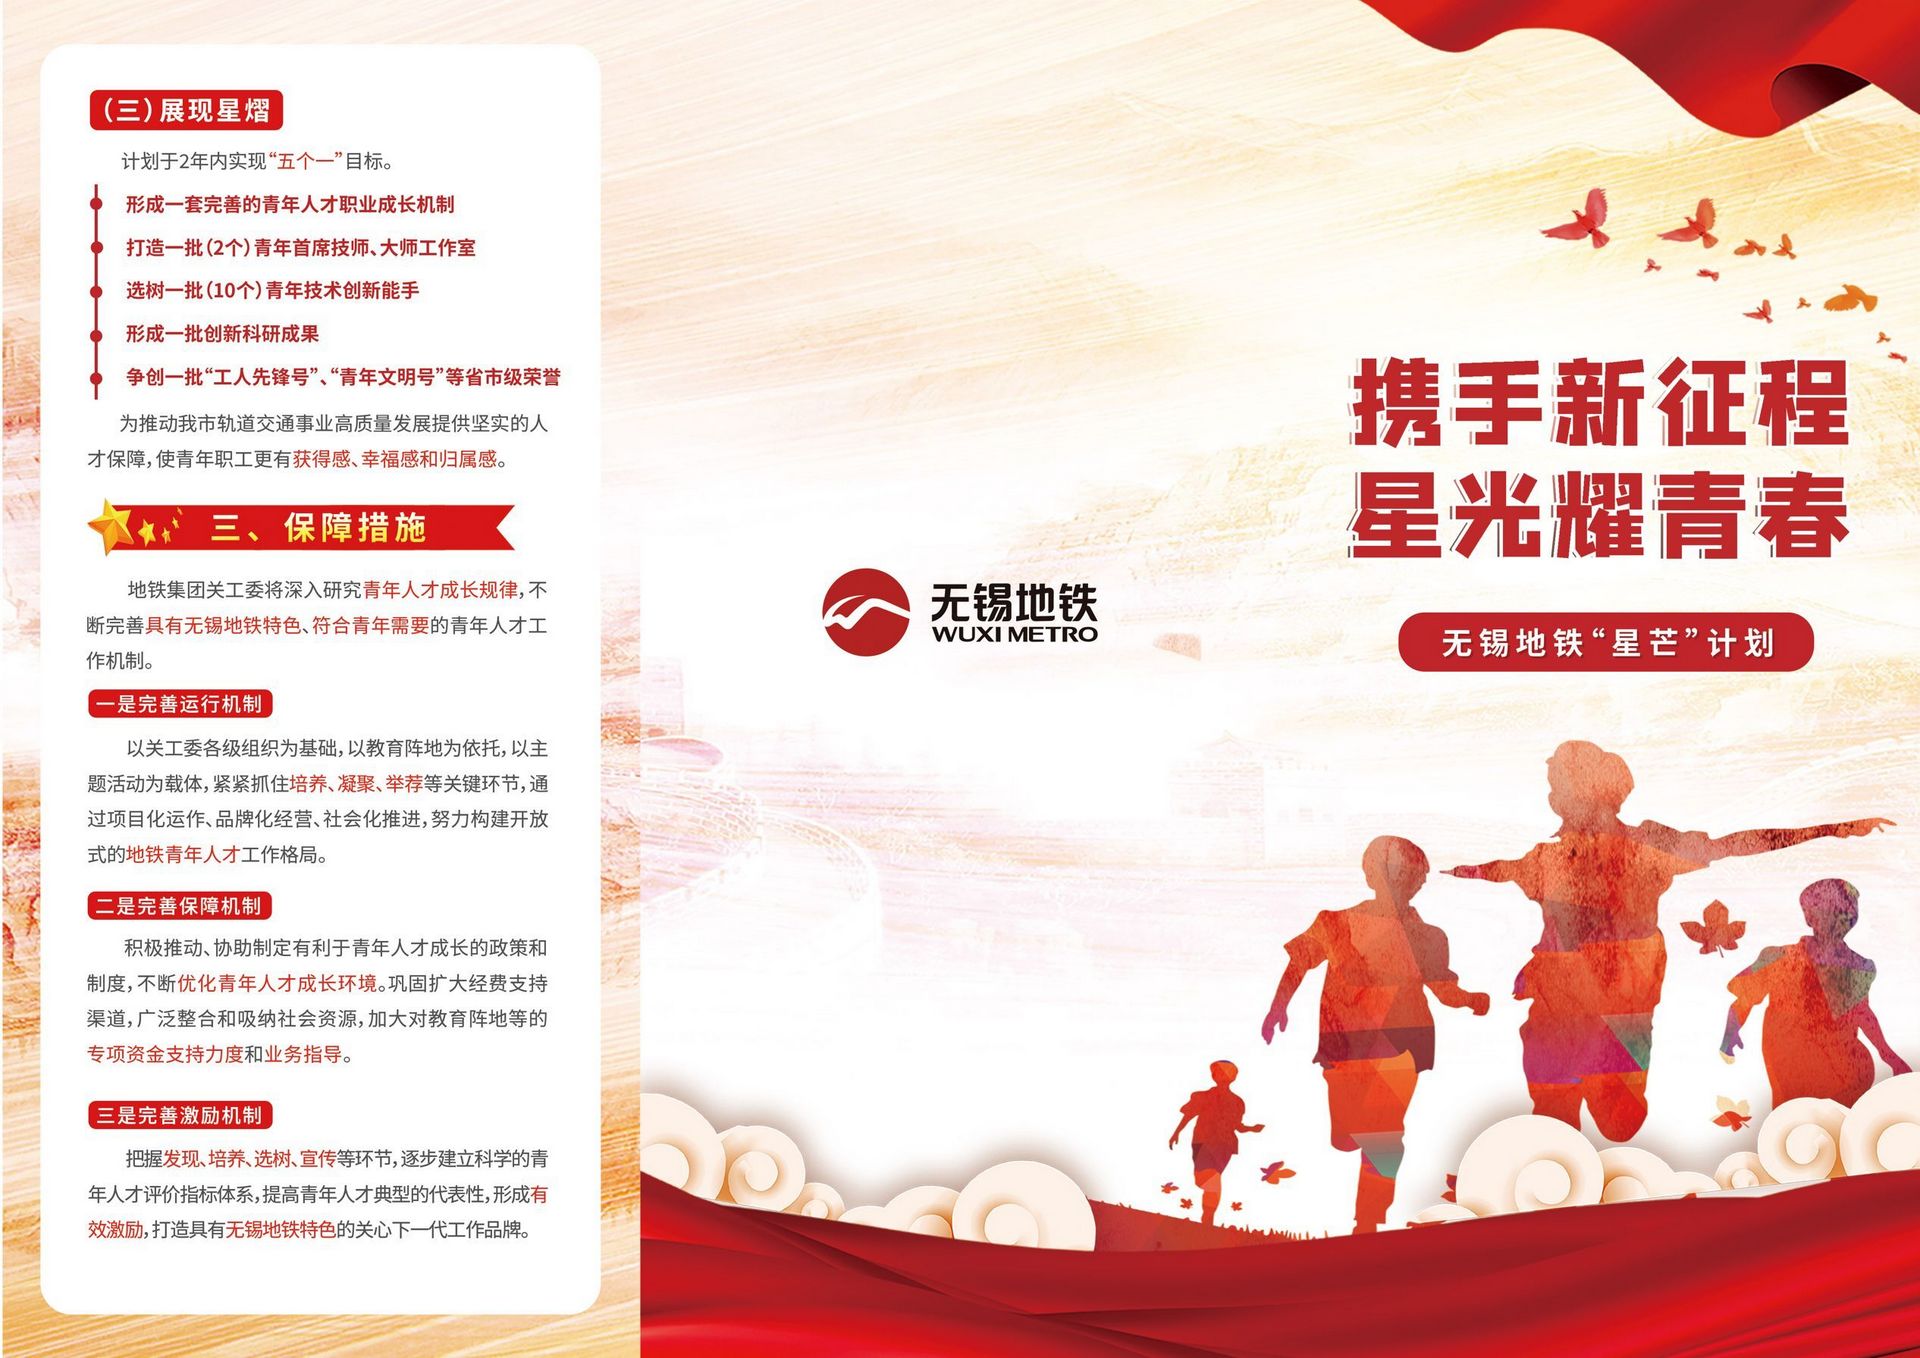 （三）展现星熠
计划于2年内实现“五个一”目标。
形成一套完善的青年人才职业成长机制
打造一批（2个）青年首席技师、大师工作室
选树一批（10个）青年技术创新能手
形成一批创新科研成果
争创一批“工人先锋号”、“青年文明号”等省市级荣誉
为推动我市轨道交通事业高质量发展提供坚实的人
才保障，使青年职工更有获得感、幸福感和归属感。
三、保障措施
地铁集团关工委将深入研究青年人才成长规律，不
断完善具有无锡地铁特色、符合青年需要的青年人才工
作机制。
一是完善运行机制
以关工委各级组织为基础，以教育阵地为依托，以主
题活动为载体，紧紧抓住培养、凝聚、举荐等关键环节，通
过项目化运作、品牌化经营、社会化推进，努力构建开放
式的地铁青年人才工作格局。
二是完善保障机制
积极推动、协助制定有利于青年人才成长的政策和
制度，不断优化青年人才成长环境。巩固扩大经费支持
渠道，广泛整合和吸纳社会资源，加大对教育阵地等的
专项资金支持力度和业务指导。
三是完善激励机制
把握发现、培养、选树、宣传等环节，逐步建立科学的青
年人才评价指标体系，提高青年人才典型的代表性，形成有
效激励，打造具有无锡地铁特色的关心下一代工作品牌。
无锡地铁
WUXI METRO
携手新征程
星光耀青春
无锡地铁“星芒”计划